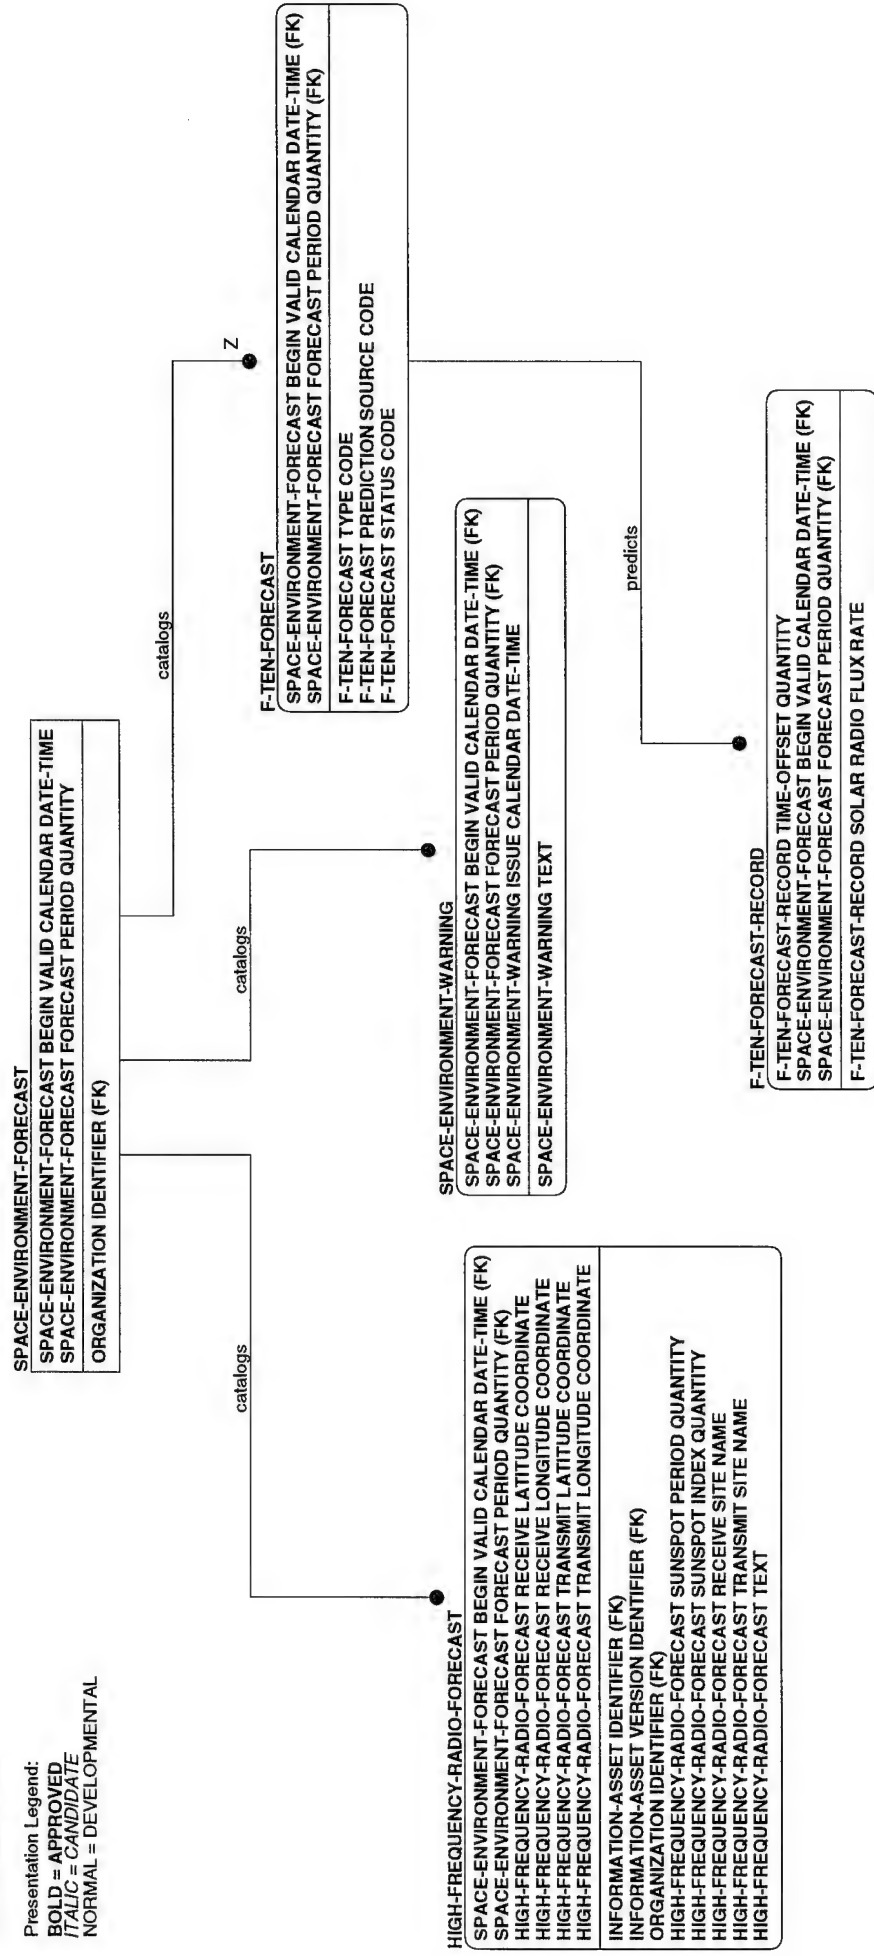 Presentation Legend:
BOLD = APPROVED
ITALIC = CANDIDATE
NORMAL = DEVELOPMENTAL
SPACE-ENVIRONMENT-FORECAST
SPACE-ENVIRONMENT-FORECAST BEGIN VALID CALENDAR DATE-TIME
SPACE-ENVIRONMENT-FORECAST FORECAST PERIOD QUANTITY
ORGANIZATION IDENTIFIER (FK)
catalogs
catalogs
catalogs
Z
HIGH-FREQUENCY-RADIO-FORECAST
SPACE-ENVIRONMENT-FORECAST BEGIN VALID CALENDAR DATE-TIME (FK)
SPACE-ENVIRONMENT-FORECAST FORECAST PERIOD QUANTITY (FK)
HIGH-FREQUENCY-RADIO-FORECAST RECEIVE LATITUDE COORDINATE
HIGH-FREQUENCY-RADIO-FORECAST RECEIVE LONGITUDE COORDINATE
HIGH-FREQUENCY-RADIO-FORECAST TRANSMIT LATITUDE COORDINATE
HIGH-FREQUENCY-RADIO-FORECAST TRANSMIT LONGITUDE COORDINATE
INFORMATION-ASSET IDENTIFIER (FK)
INFORMATION-ASSET VERSION IDENTIFIER (FK)
ORGANIZATION IDENTIFIER (FK)
HIGH-FREQUENCY-RADIO-FORECAST SUNSPOT PERIOD QUANTITY
HIGH-FREQUENCY-RADIO-FORECAST SUNSPOT INDEX QUANTITY
HIGH-FREQUENCY-RADIO-FORECAST RECEIVE SITE NAME
HIGH-FREQUENCY-RADIO-FORECAST TRANSMIT SITE NAME
HIGH-FREQUENCY-RADIO-FORECAST TEXT
SPACE-ENVIRONMENT-WARNING
SPACE-ENVIRONMENT-FORECAST BEGIN VALID CALENDAR DATE-TIME (FK)
SPACE-ENVIRONMENT-FORECAST FORECAST PERIOD QUANTITY (FK)
SPACE-ENVIRONMENT-WARNING ISSUE CALENDAR DATE-TIME
SPACE-ENVIRONMENT-WARNING TEXT
F-TEN-FORECAST
SPACE-ENVIRONMENT-FORECAST BEGIN VALID CALENDAR DATE-TIME (FK)
SPACE-ENVIRONMENT-FORECAST FORECAST PERIOD QUANTITY (FK)
F-TEN-FORECAST TYPE CODE
F-TEN-FORECAST PREDICTION SOURCE CODE
F-TEN-FORECAST STATUS CODE
predicts
F-TEN-FORECAST-RECORD
F-TEN-FORECAST-RECORD TIME-OFFSET QUANTITY
SPACE-ENVIRONMENT-FORECAST BEGIN VALID CALENDAR DATE-TIME (FK)
SPACE-ENVIRONMENT-FORECAST FORECAST PERIOD QUANTITY (FK)
F-TEN-FORECAST-RECORD SOLAR RADIO FLUX RATE